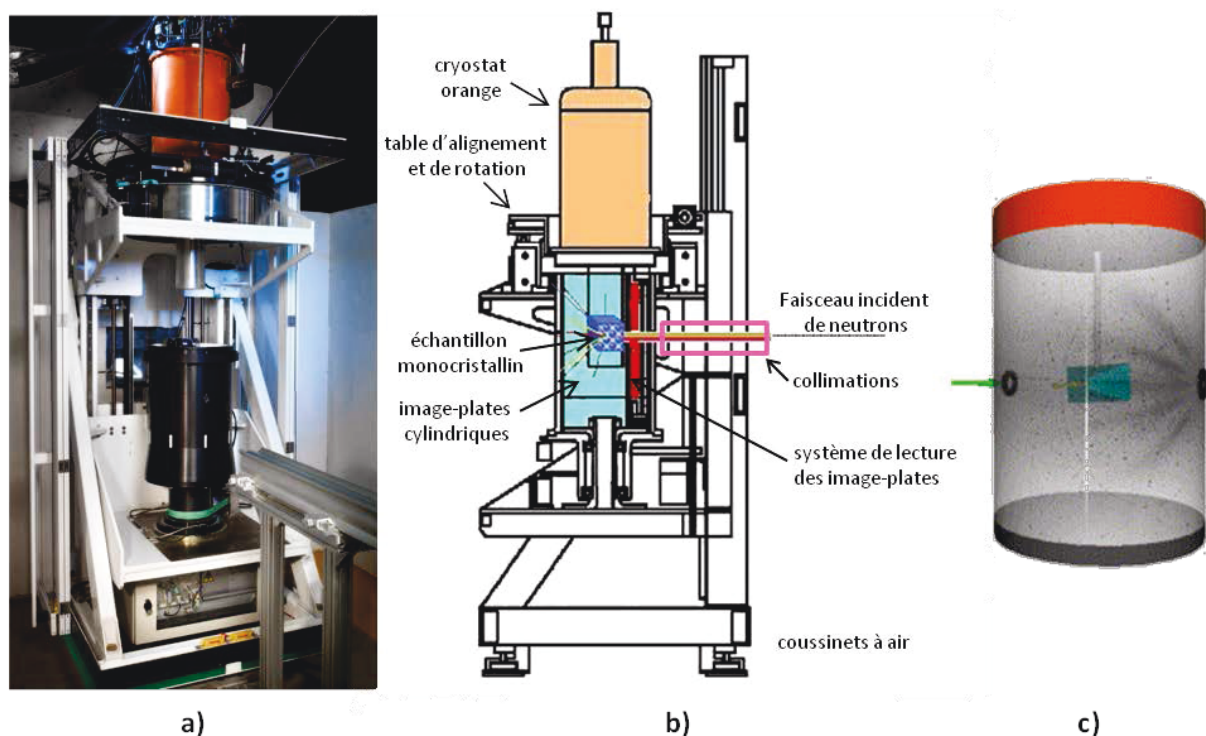 cryostat
orange
table d'alignement
et de rotation
échantillon
monocristallin
image-plates
cylindriques
Faisceau incident
de neutrons
collimations
système de lecture
des image-plates
coussinets à air
a)
b)
c)